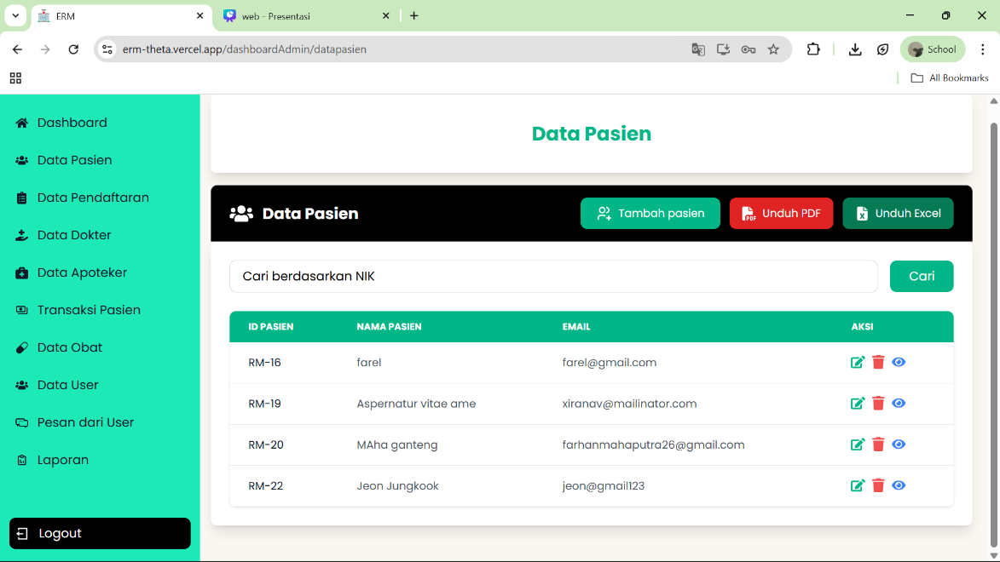 ERM
web - Presentasi
erm-theta.vercel.app/dashboardAdmin/datapasien
School
All Bookmarks
Dashboard
Data Pasien
Data Pendaftaran
Data Dokter
Data Apoteker
Transaksi Pasien
Data Obat
Data User
Pesan dari User
Laporan
Logout
Data Pasien
Data Pasien
Tambah pasien
PDF Unduh PDF
X Unduh Excel
Cari berdasarkan NIK
Cari
ID PASIEN NAMA PASIEN EMAIL AKSI
RM-16 farel farel@gmail.com
RM-19 Aspernatur vitae ame xiranav@mailinator.com
RM-20 MAha ganteng farhanmahaputra26@gmail.com
RM-22 Jeon Jungkook jeon@gmail123